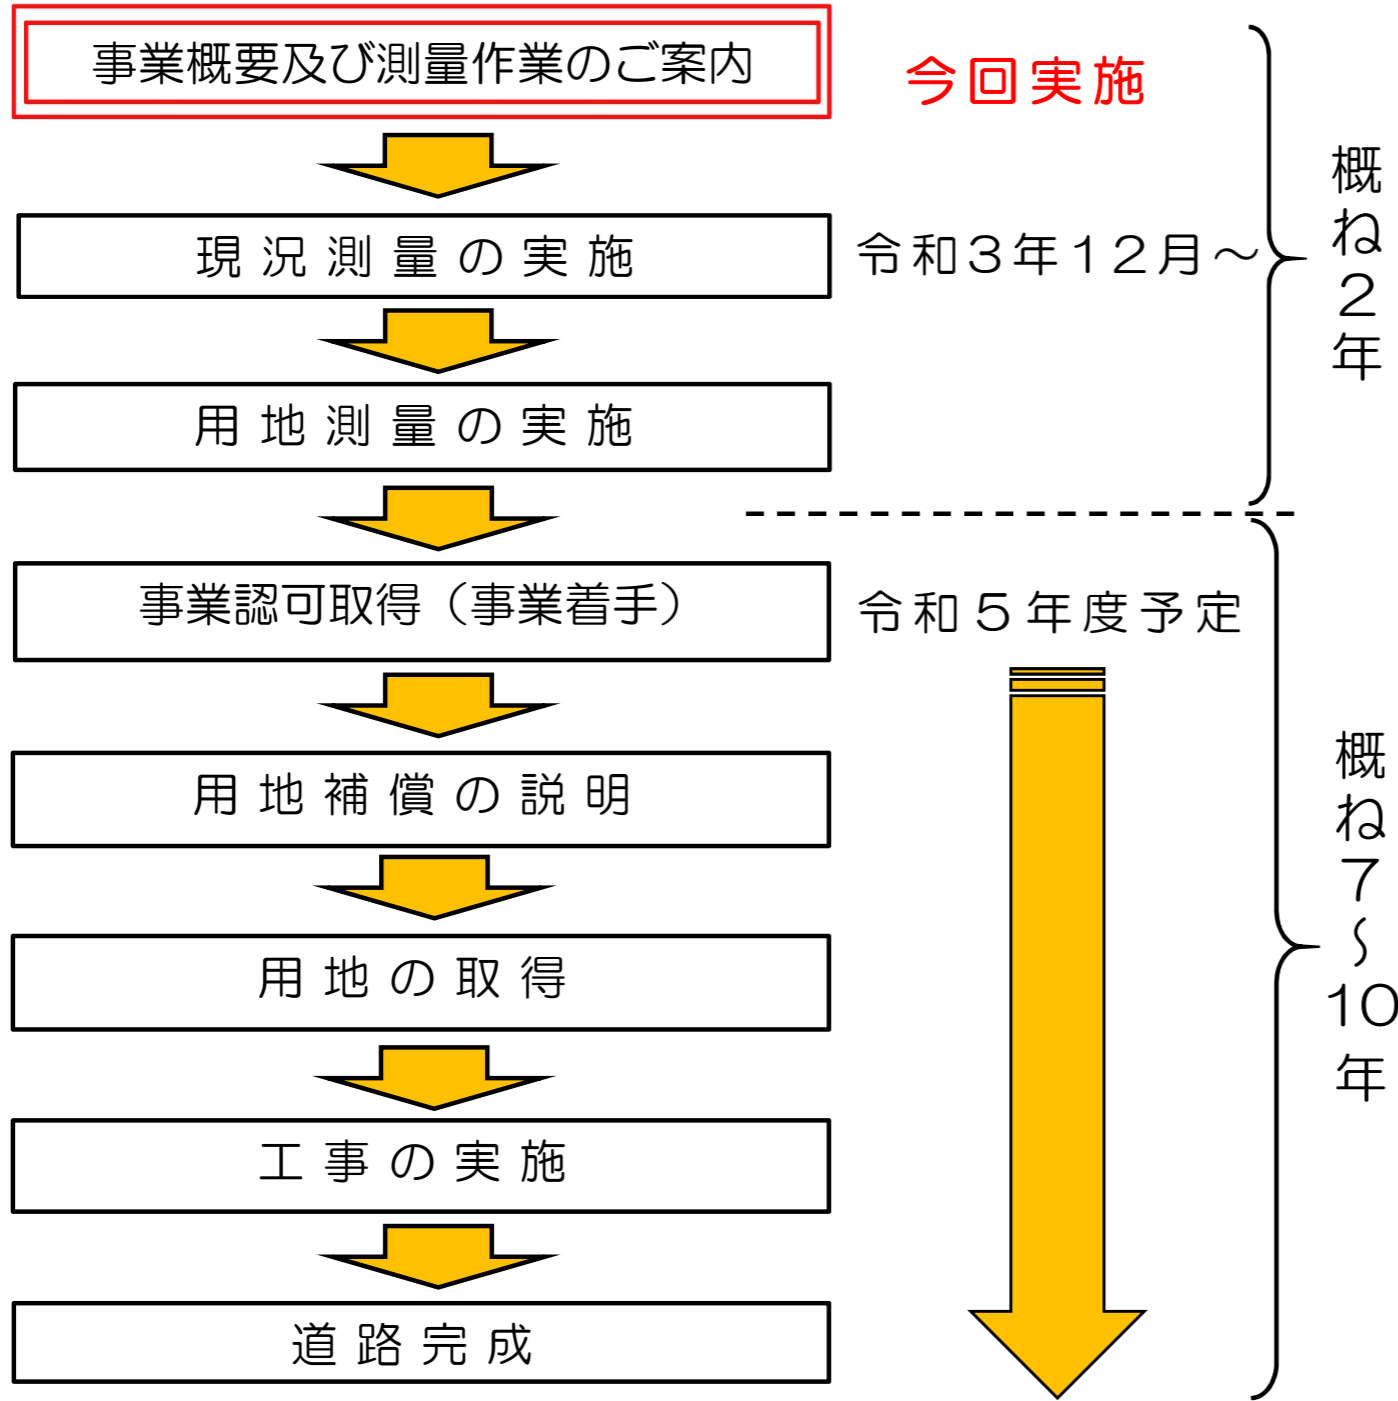 事業概要及び測量作業のご案内
今回実施
現況測量の実施
令和3年12月～
概ね2年
用地測量の実施
事業認可取得（事業着手）
令和5年度予定
用地補償の説明
概ね7～10年
用地の取得
工事の実施
道路完成